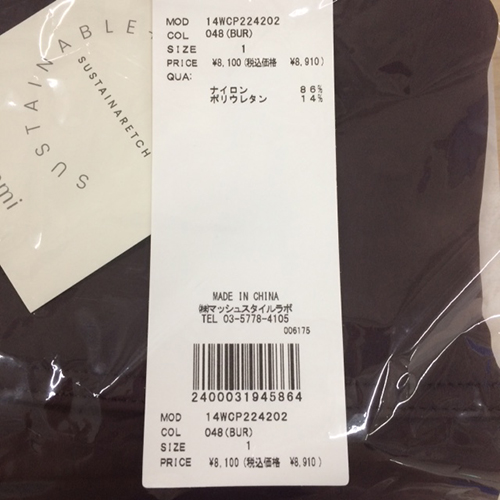 MOD 14WCP224202
COL 048(BUR)
SIZE 1
PRICE ¥8,100(税込価格 ¥8,910)
QUA:
ナイロン 86%
ポリウレタン 14%
MADE IN CHINA
㈱マッシュスタイルラボ
TEL 03-5778-4105
006175
2400031945864
MOD 14WCP224202
COL 048(BUR)
SIZE 1
PRICE ¥8,100(税込価格 ¥8,910)
SUSTAINABLE
SUSTAINARETCH